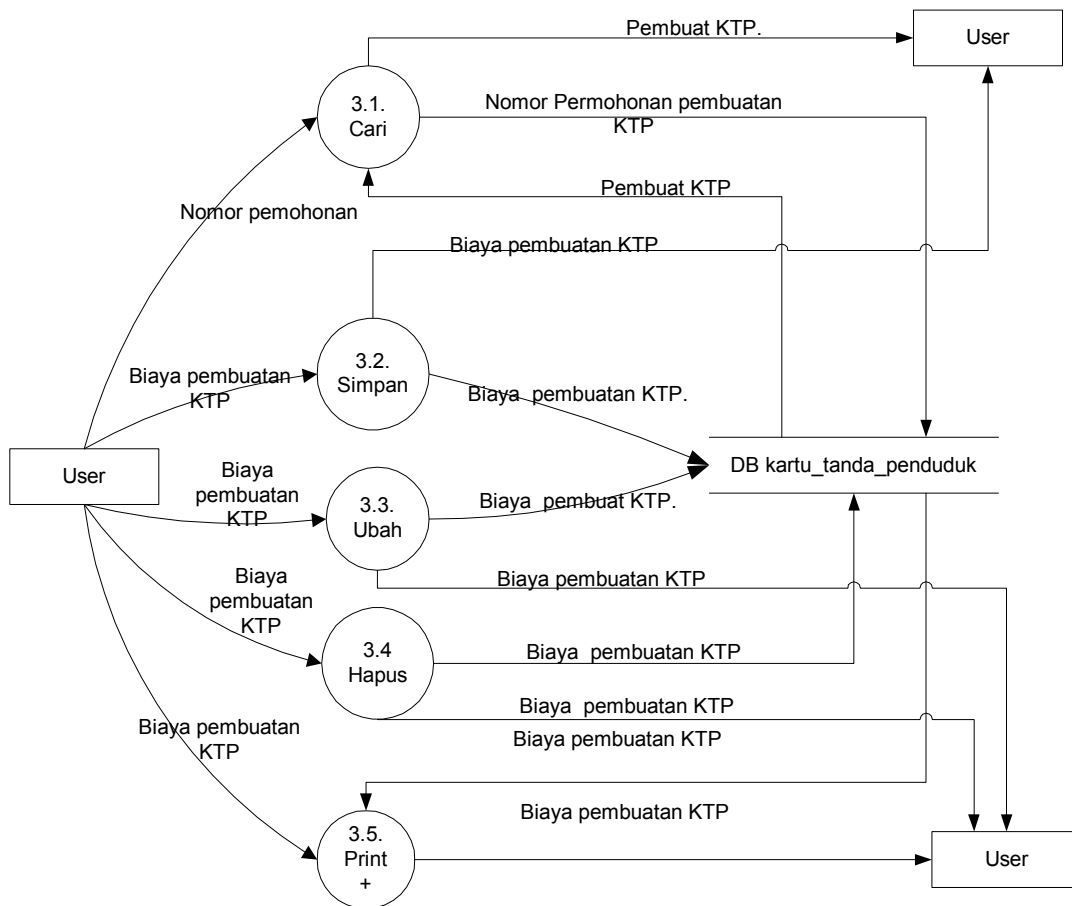 Pembuat KTP.
User
3.1.
Cari
Nomor Permohonan pembuatan
KTP
Pembuat KTP
Nomor pemohonan
Biaya pembuatan KTP
3.2.
Simpan
Biaya pembuatan
KTP
Biaya  pembuatan KTP.
User
DB kartu_tanda_penduduk
Biaya
pembuatan
KTP
3.3.
Ubah
Biaya  pembuat KTP.
Biaya pembuatan KTP
Biaya
pembuatan
KTP
3.4
Hapus
Biaya  pembuatan KTP
Biaya  pembuatan KTP
Biaya pembuatan KTP
Biaya pembuatan
KTP
Biaya pembuatan KTP
3.5.
Print
+
User